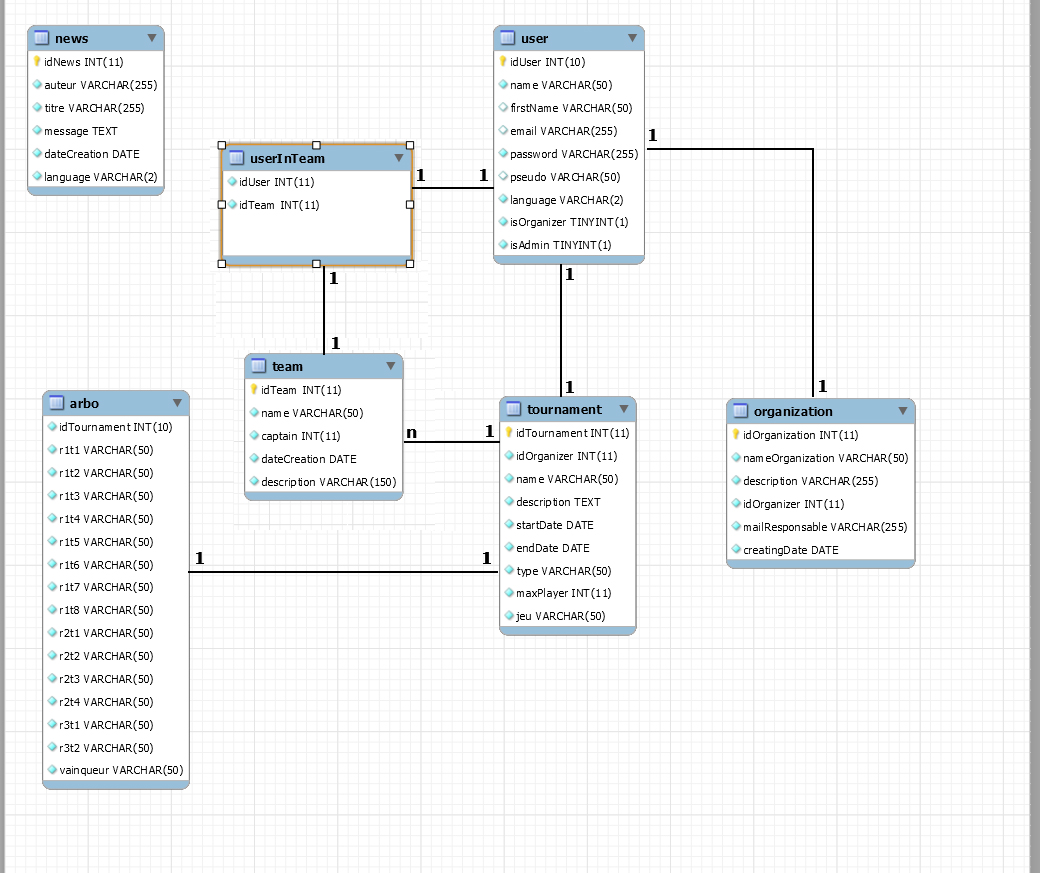 news
idNews INT(11)
auteur VARCHAR(255)
titre VARCHAR(255)
message TEXT
dateCreation DATE
language VARCHAR(2)
user
idUser INT(10)
name VARCHAR(50)
firstName VARCHAR(50)
email VARCHAR(255)
password VARCHAR(255)
pseudo VARCHAR(50)
language VARCHAR(2)
isOrganizer TINYINT(1)
isAdmin TINYINT(1)
1
userInTeam
idUser INT(11)
idTeam INT(11)
1
1
1
1
1
1
1
team
idTeam INT(11)
name VARCHAR(50)
captain INT(11)
dateCreation DATE
description VARCHAR(150)
n
1
arbo
idTournament INT(10)
r1t1 VARCHAR(50)
r1t2 VARCHAR(50)
r1t3 VARCHAR(50)
r1t4 VARCHAR(50)
r1t5 VARCHAR(50)
r1t6 VARCHAR(50)
r1t7 VARCHAR(50)
r1t8 VARCHAR(50)
r2t1 VARCHAR(50)
r2t2 VARCHAR(50)
r2t3 VARCHAR(50)
r2t4 VARCHAR(50)
r3t1 VARCHAR(50)
r3t2 VARCHAR(50)
vainqueur VARCHAR(50)
1
1
tournament
idTournament INT(11)
idOrganizer INT(11)
name VARCHAR(50)
description TEXT
startDate DATE
endDate DATE
type VARCHAR(50)
maxPlayer INT(11)
jeu VARCHAR(50)
organization
idOrganization INT(11)
nameOrganization VARCHAR(50)
description VARCHAR(255)
idOrganizer INT(11)
mailResponsable VARCHAR(255)
creatingDate DATE